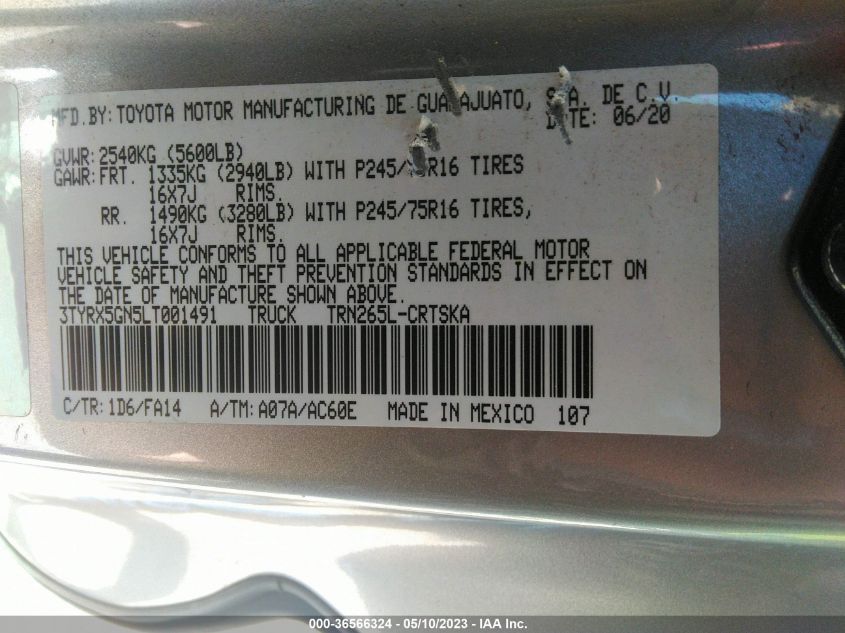 MFD.BY: TOYOTA MOTOR MANUFACTURING DE GUANAJUATO, S.A. DE C.V.
DATE: 06/20
GVWR: 2540KG (5600LB)
GAWR: FRT. 1335KG (2940LB) WITH P245/75R16 TIRES
16X7J RIMS.
RR. 1490KG (3280LB) WITH P245/75R16 TIRES,
16X7J RIMS.
THIS VEHICLE CONFORMS TO ALL APPLICABLE FEDERAL MOTOR
VEHICLE SAFETY AND THEFT PREVENTION STANDARDS IN EFFECT ON
THE DATE OF MANUFACTURE SHOWN ABOVE.
3TYRX5GN5LT001491 TRUCK TRN265L-CRTSKA
C/TR: 1D6/FA14 A/TM: A07A/AC60E MADE IN MEXICO 107
000-36566324 - 05/10/2023 - IAA Inc.